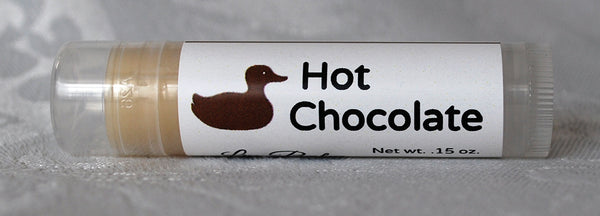 Hot
Chocolate
Net wt. .15 oz.